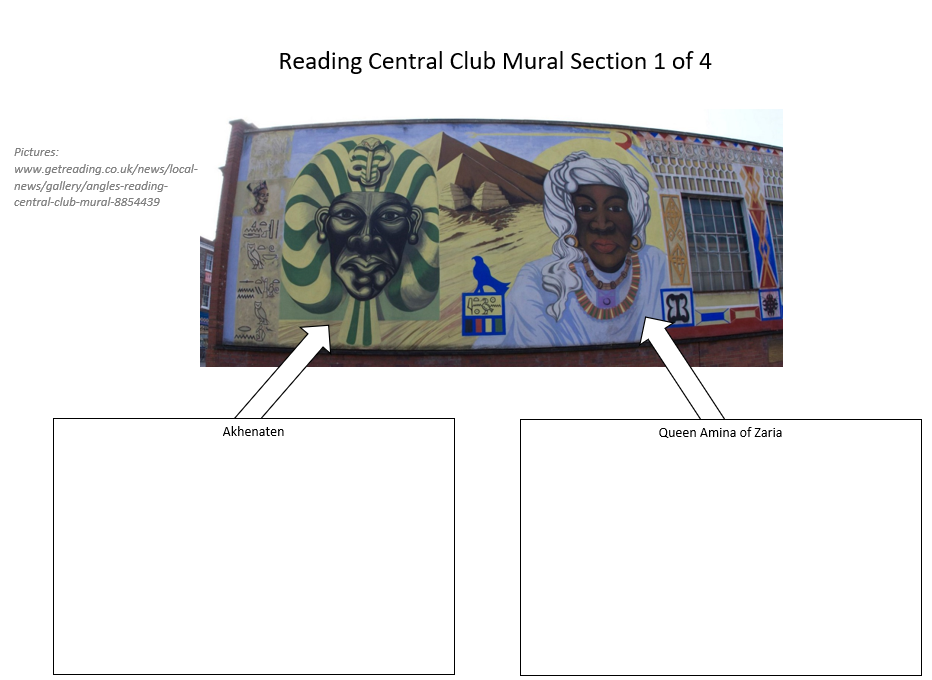 Reading Central Club Mural Section 1 of 4
Pictures:
www.getreading.co.uk/news/local-
news/gallery/angles-reading-
central-club-mural-8854439
Akhenaten
Queen Amina of Zaria